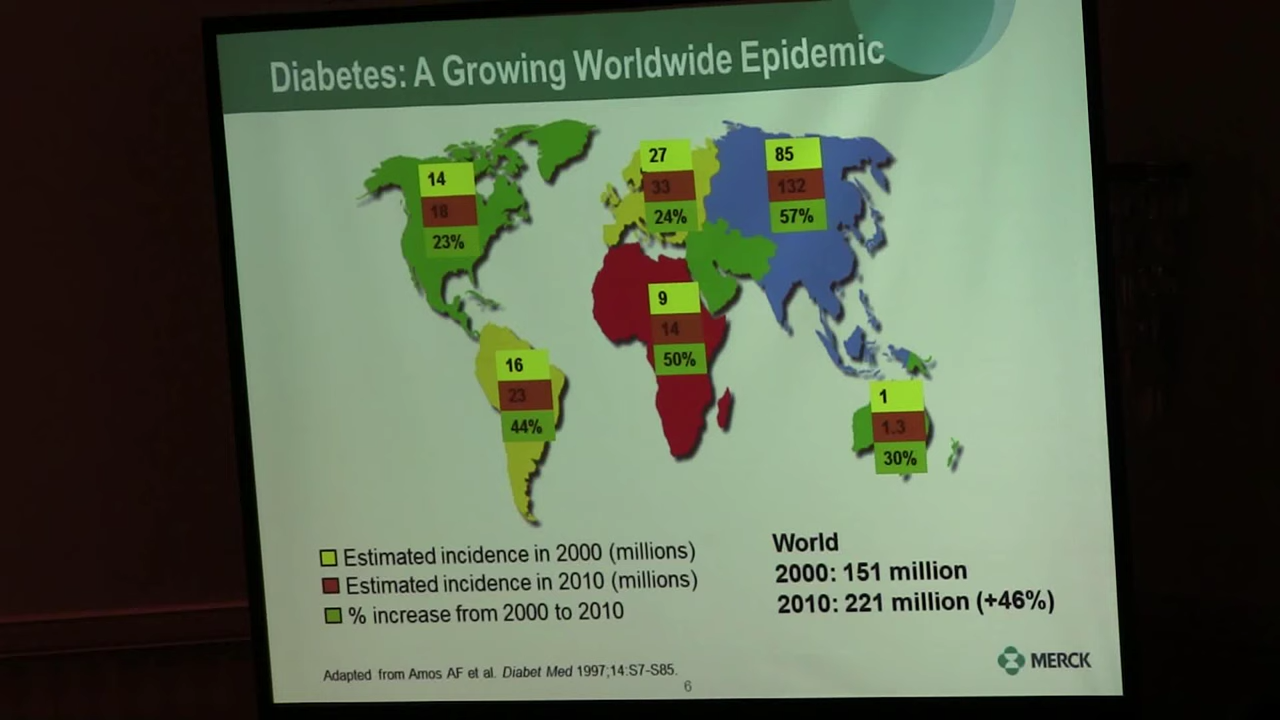 Diabetes: A Growing Worldwide Epidemic
14
18
23%
27
33
24%
85
132
57%
9
14
50%
16
23
44%
1
1.3
30%
Estimated incidence in 2000 (millions)
Estimated incidence in 2010 (millions)
% increase from 2000 to 2010
World
2000: 151 million
2010: 221 million (+46%)
Adapted from Amos AF et al. Diabet Med 1997;14:S7-S85.
6
MERCK